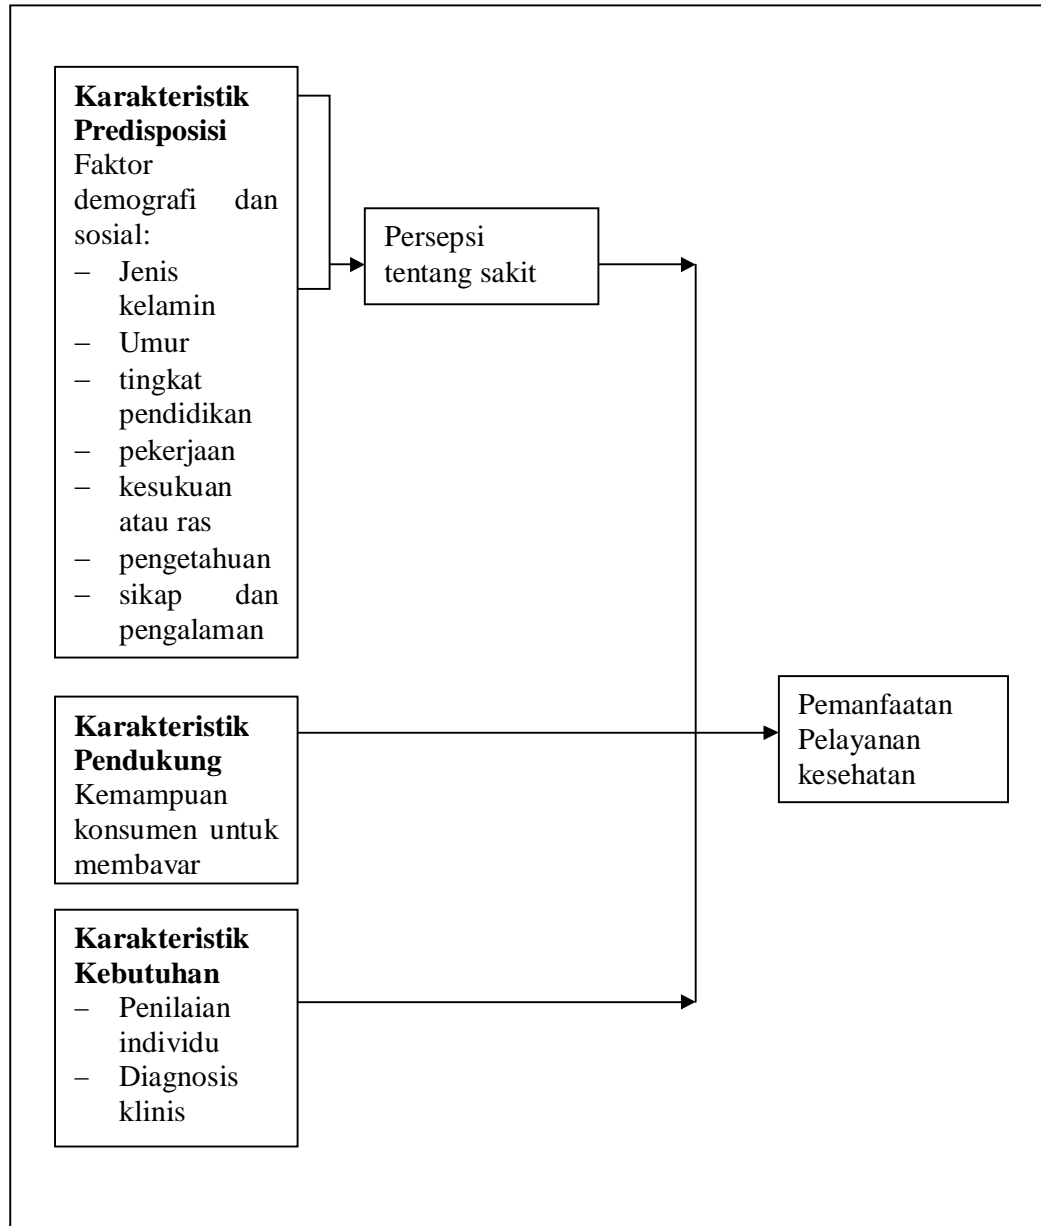 Karakteristik
Predisposisi
Faktor
demografi dan
sosial:
– Jenis
kelamin
– Umur
– tingkat
pendidikan
– pekerjaan
– kesukuan
atau ras
– pengetahuan
– sikap dan
pengalaman
Persepsi
tentang sakit
Karakteristik
Pendukung
Kemampuan
konsumen untuk
membavar
Pemanfaatan
Pelayanan
kesehatan
Karakteristik
Kebutuhan
– Penilaian
individu
– Diagnosis
klinis